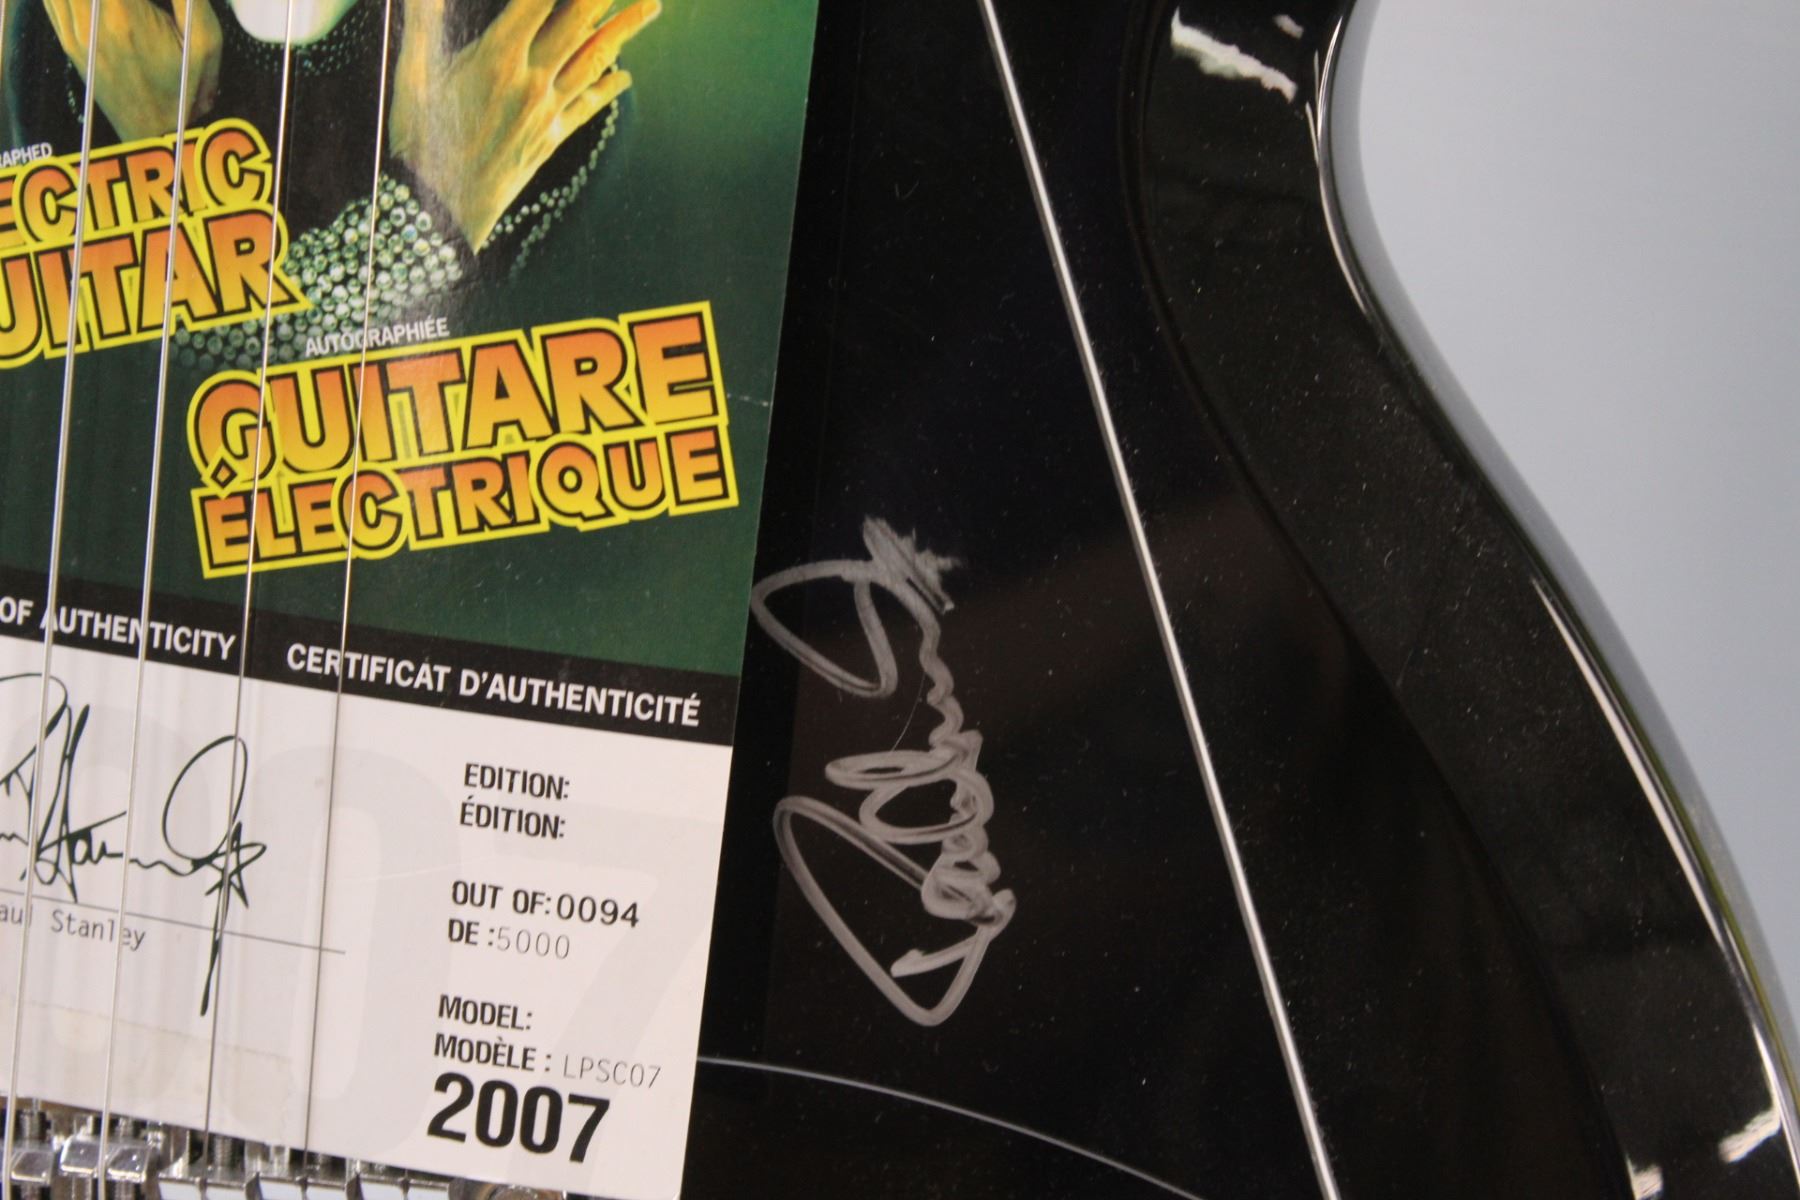 RAPHED
ECTRIC
UITAR
AUTOGRAPHIÉE
GUITARE
ÉLECTRIQUE
OF AUTHENTICITY
CERTIFICAT D'AUTHENTICITÉ
EDITION:
ÉDITION:
OUT OF:0094
DE :5000
aul Stanley
MODEL:
MODÈLE : LPSC07
2007